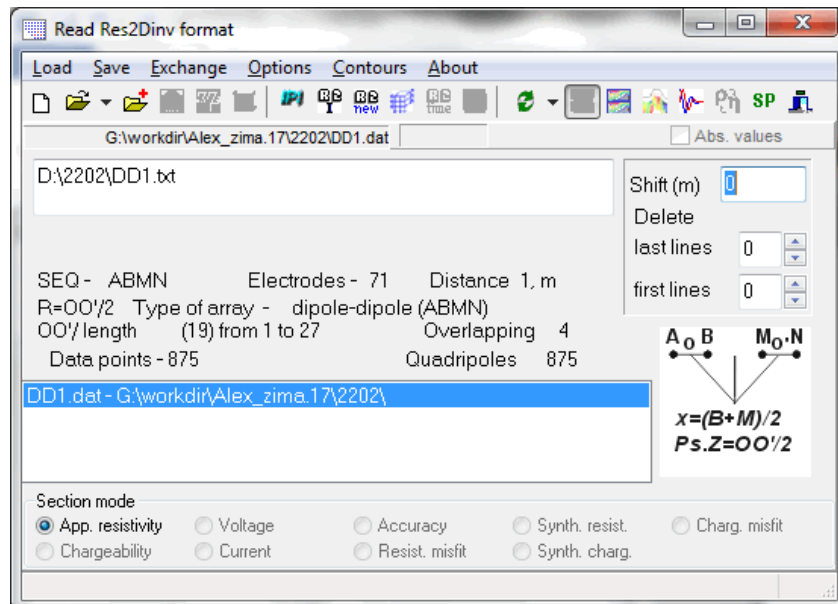 Read Res2Dinv format
Load Save Exchange Options Contours About
IPI new time Ph SP
G:\workdir\Alex_zima.17\2202\DD1.dat Abs. values
D:\2202\DD1.txt
Shift (m) 0
Delete
last lines 0
first lines 0
SEQ - ABMN Electrodes - 71 Distance 1, m
R=OO'/2 Type of array - dipole-dipole (ABMN)
OO'/ length (19) from 1 to 27 Overlapping 4
Data points - 875 Quadripoles 875
DD1.dat - G:\workdir\Alex_zima.17\2202\
A O B M O N
x=(B+M)/2
Ps.Z=OO'/2
Section mode
App. resistivity Voltage Accuracy Synth. resist. Charg. misfit
Chargeability Current Resist. misfit Synth. charg.